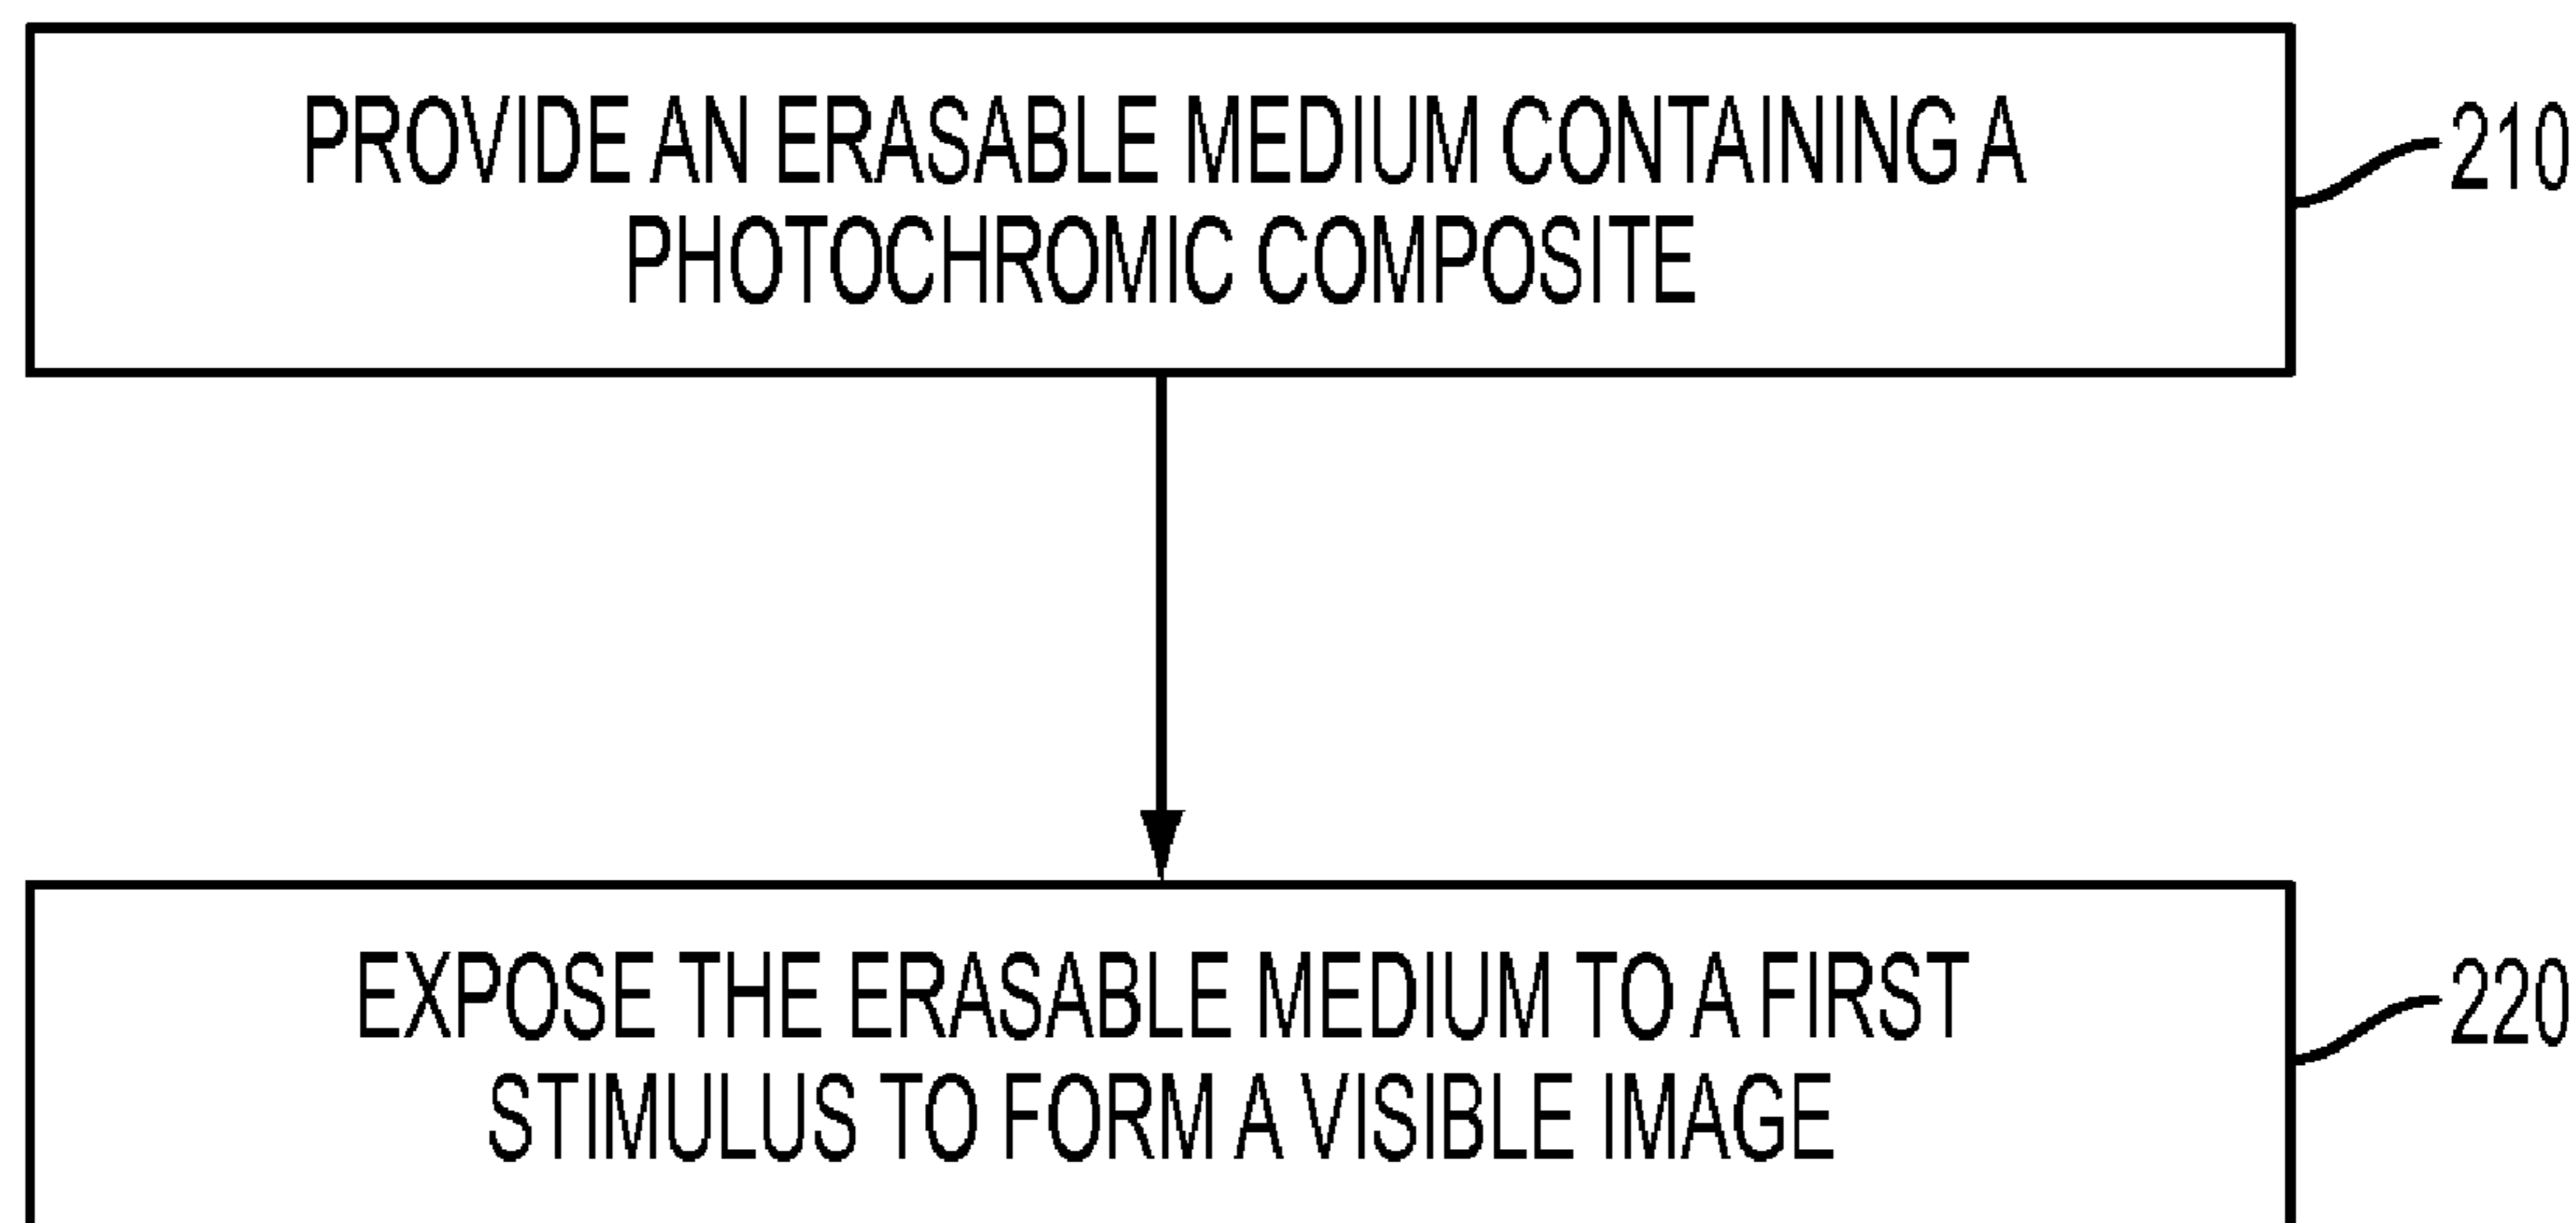 PROVIDE AN ERASABLE MEDIUM CONTAINING A
PHOTOCHROMIC COMPOSITE
210
EXPOSE THE ERASABLE MEDIUM TO A FIRST
STIMULUS TO FORM A VISIBLE IMAGE
220